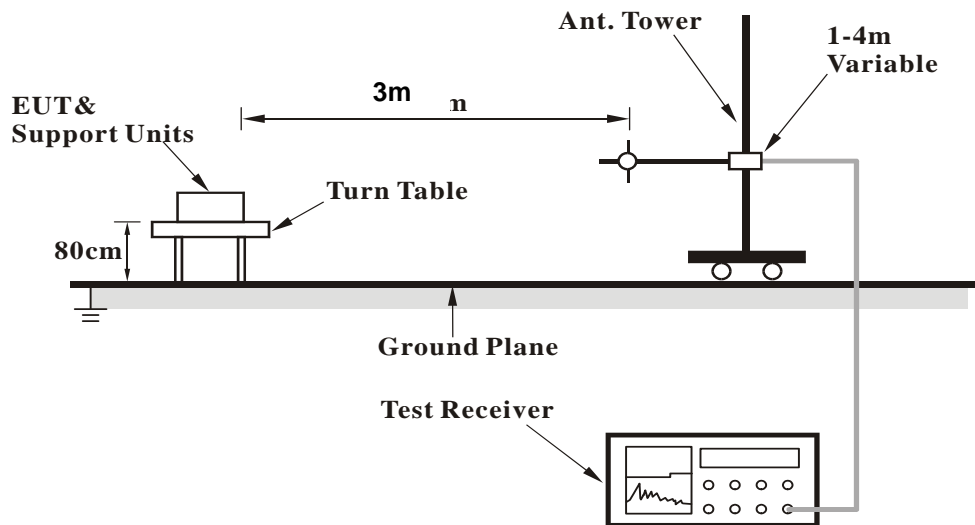 Ant. Tower
1-4m
Variable
3m
EUT&
Support Units
Turn Table
80cm
Ground Plane
Test Receiver